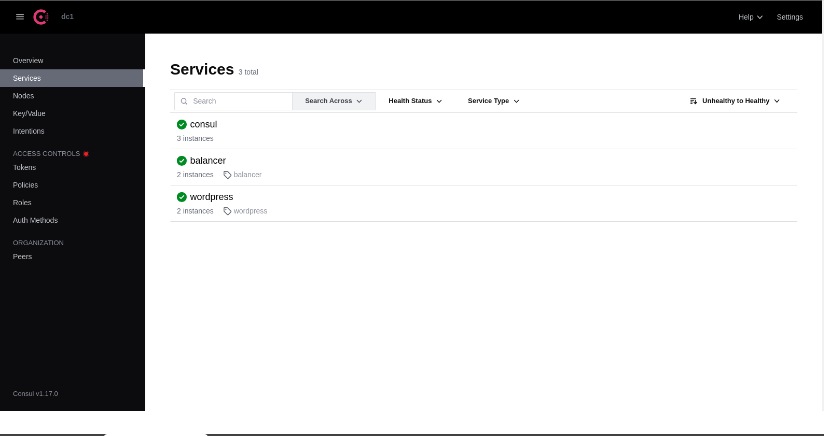 dc1
Help
Settings
Overview
Services
Nodes
Key/Value
Intentions
ACCESS CONTROLS
Tokens
Policies
Roles
Auth Methods
ORGANIZATION
Peers
Consul v1.17.0
Services 3 total
Search
Search Across
Health Status
Service Type
Unhealthy to Healthy
consul
3 instances
balancer
2 instances balancer
wordpress
2 instances wordpress